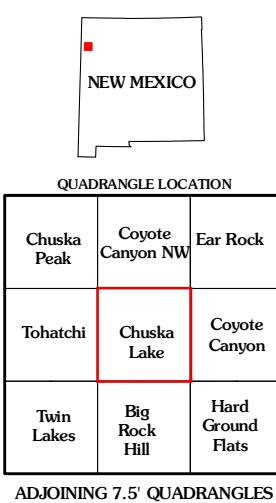 NEW MEXICO
QUADRANGLE LOCATION
Chuska
Peak
Coyote
Canyon NW
Ear Rock
Tohatchi
Chuska
Lake
Coyote
Canyon
Twin
Lakes
Big
Rock
Hill
Hard
Ground
Flats
ADJOINING 7.5' QUADRANGLES